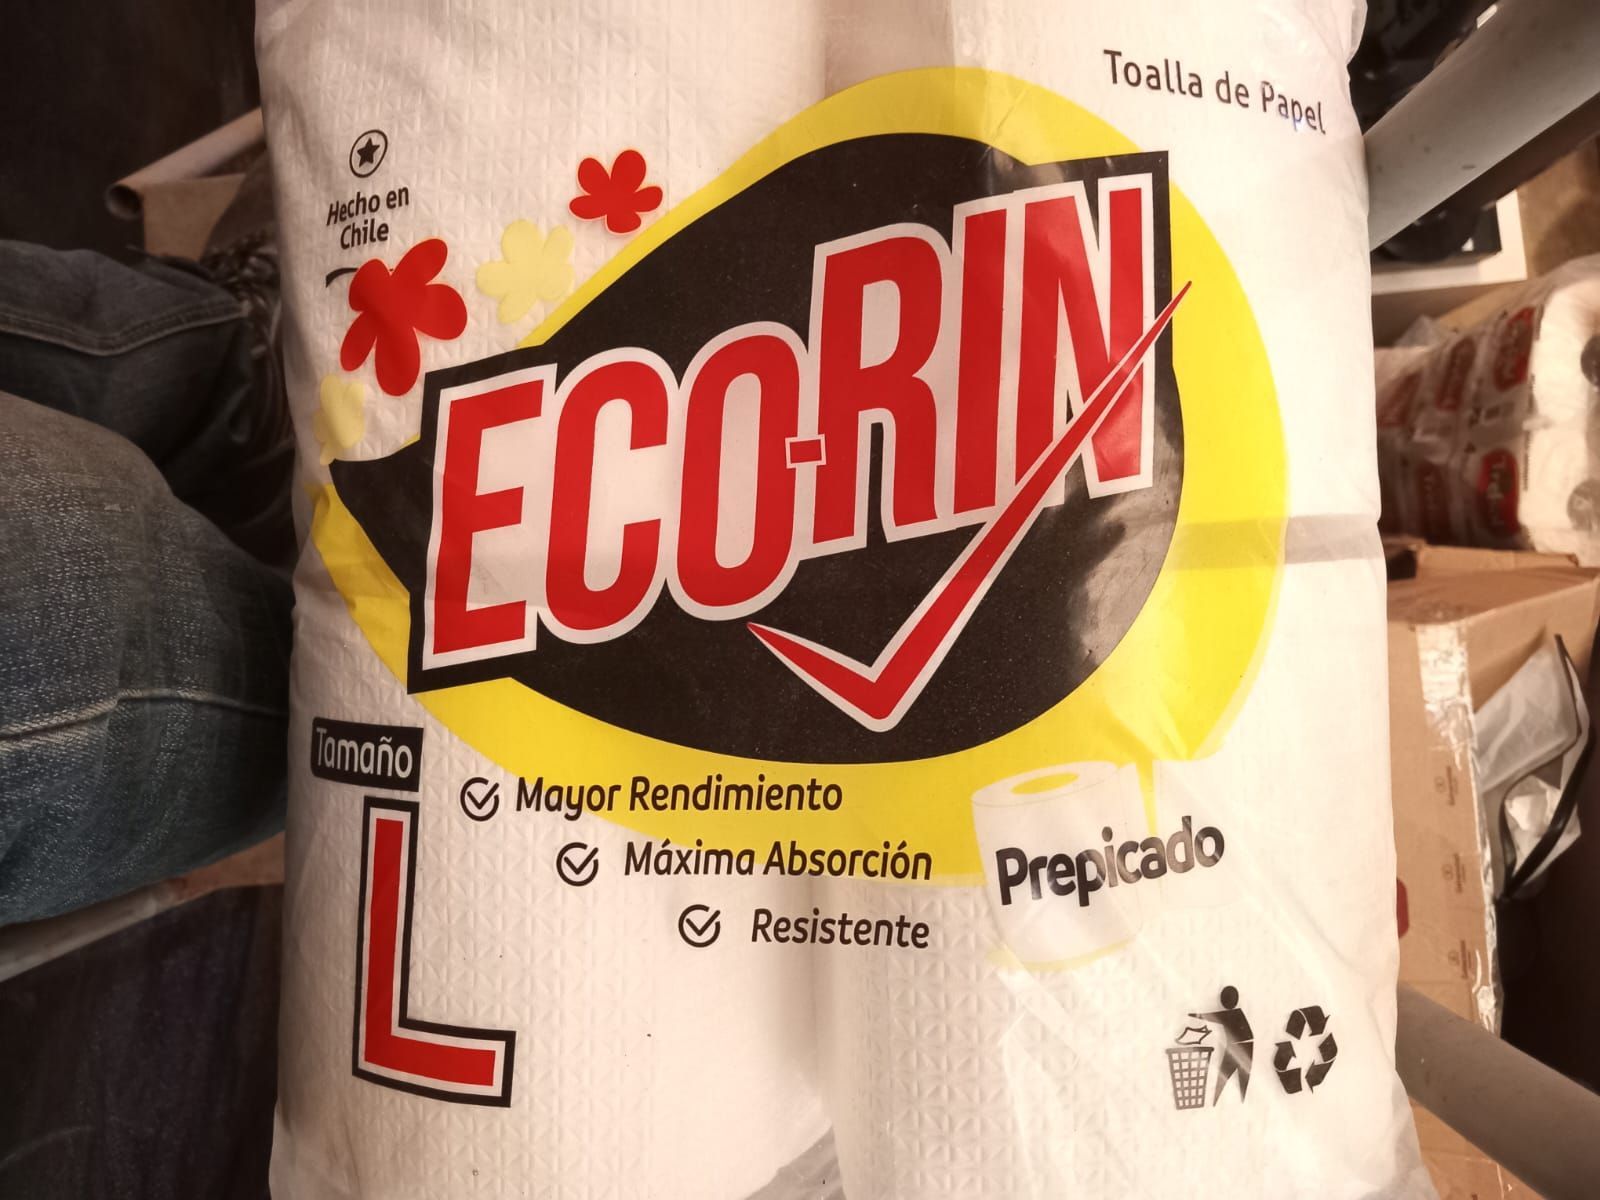 Toalla de Papel
Hecho en
Chile
ECO-RIN
Tamaño
L
Mayor Rendimiento
Máxima Absorción
Resistente
Prepicado